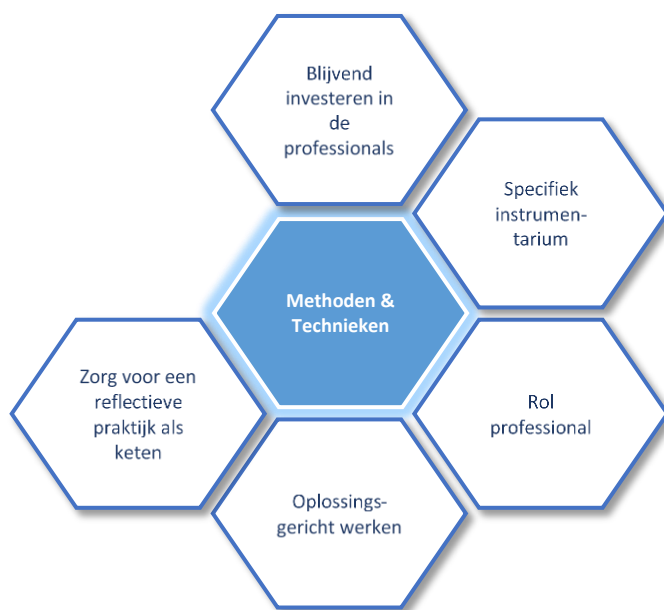 Blijvend
investeren in
de
professionals
Specifiek
instrumen-
tarium
Methoden &
Technieken
Zorg voor een
reflectieve
praktijk als
keten
Rol
professional
Oplossings-
gericht werken